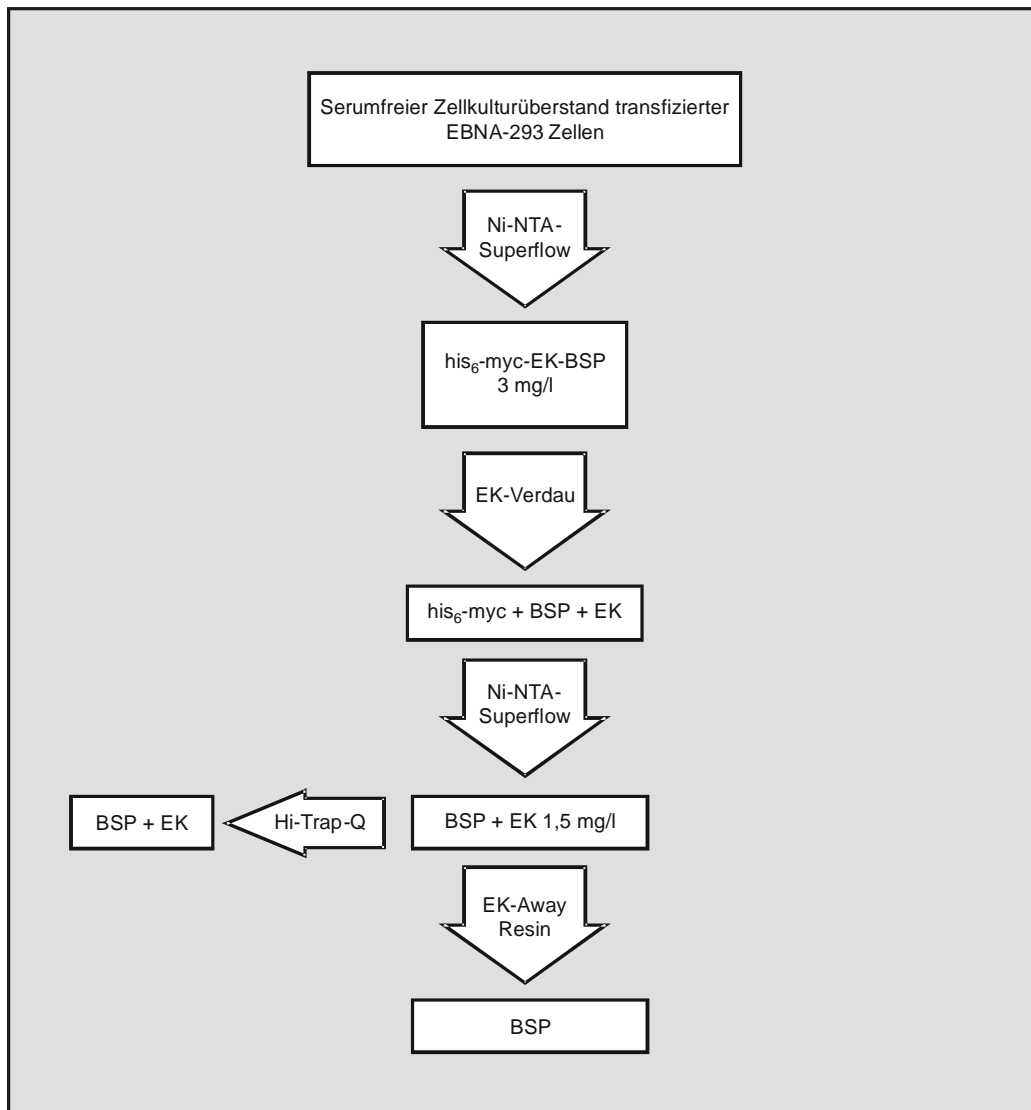 Serumfreier Zellkulturüberstand transfizierter
EBNA-293 Zellen
Ni-NTA-
Superflow
his₆-myc-EK-BSP
3 mg/l
EK-Verdau
his₆-myc + BSP + EK
Ni-NTA-
Superflow
BSP + EK
Hi-Trap-Q
BSP + EK 1,5 mg/l
EK-Away
Resin
BSP